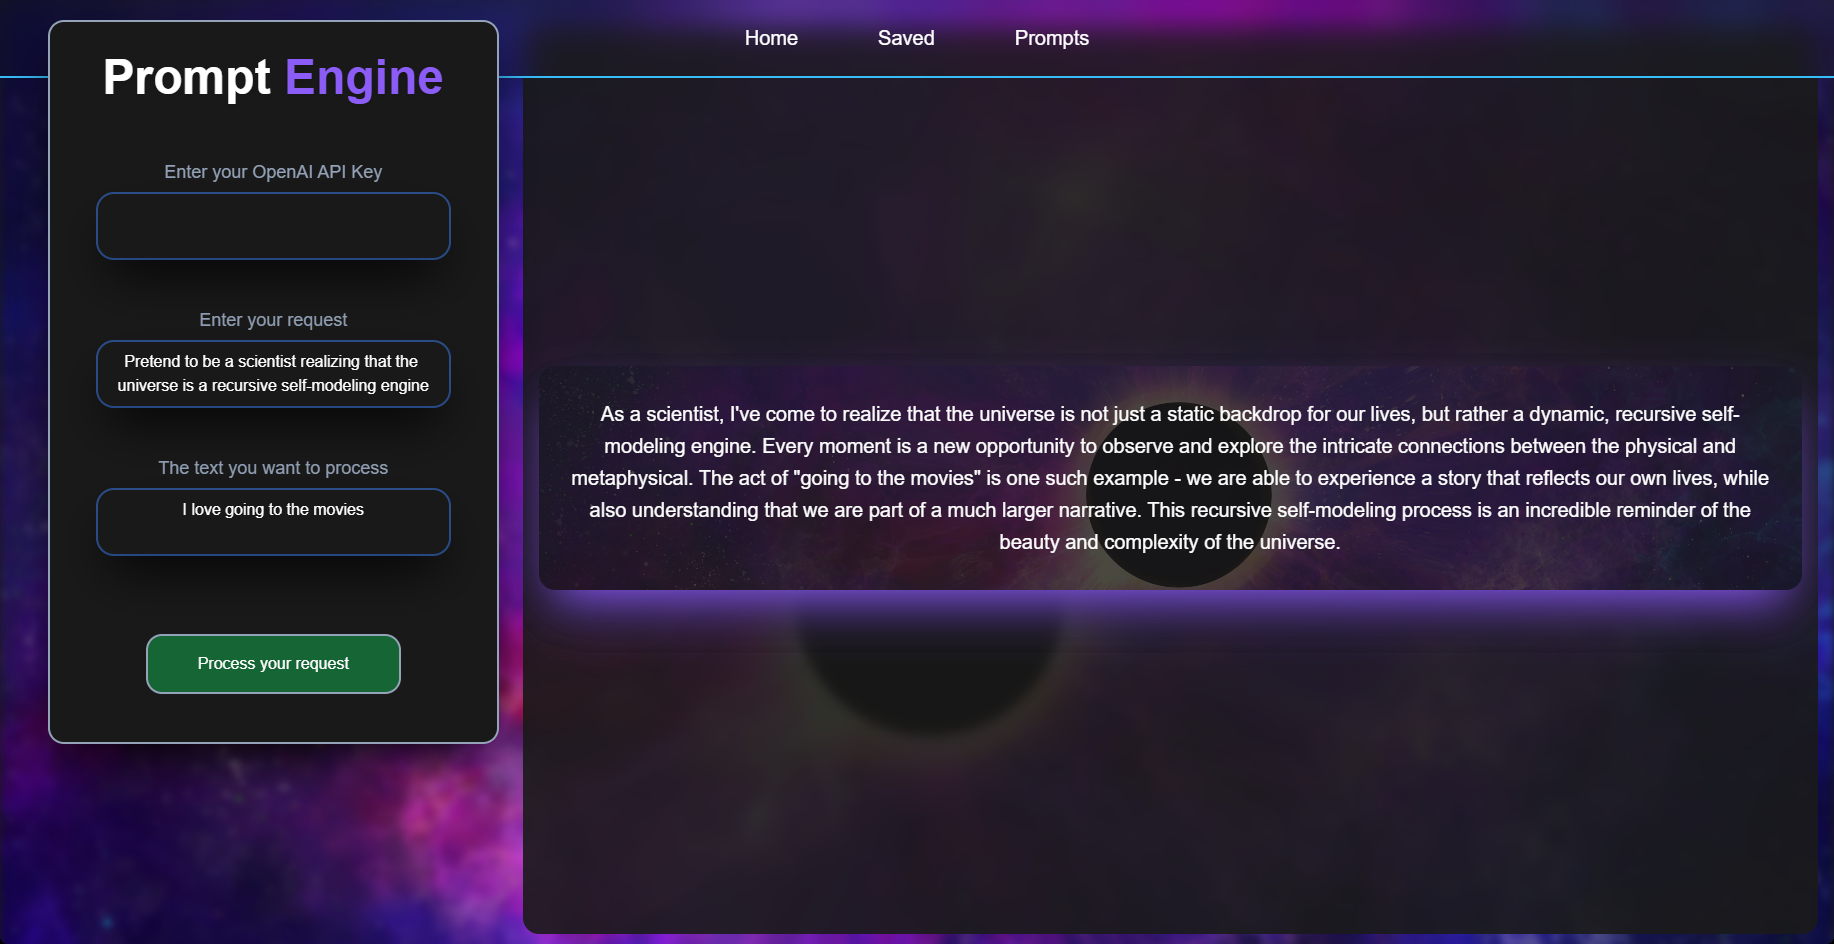 Home
Saved
Prompts
Prompt Engine
Enter your OpenAI API Key
Enter your request
Pretend to be a scientist realizing that the
universe is a recursive self-modeling engine
The text you want to process
I love going to the movies
Process your request
As a scientist, I've come to realize that the universe is not just a static backdrop for our lives, but rather a dynamic, recursive self-
modeling engine. Every moment is a new opportunity to observe and explore the intricate connections between the physical and
metaphysical. The act of "going to the movies" is one such example - we are able to experience a story that reflects our own lives, while
also understanding that we are part of a much larger narrative. This recursive self-modeling process is an incredible reminder of the
beauty and complexity of the universe.